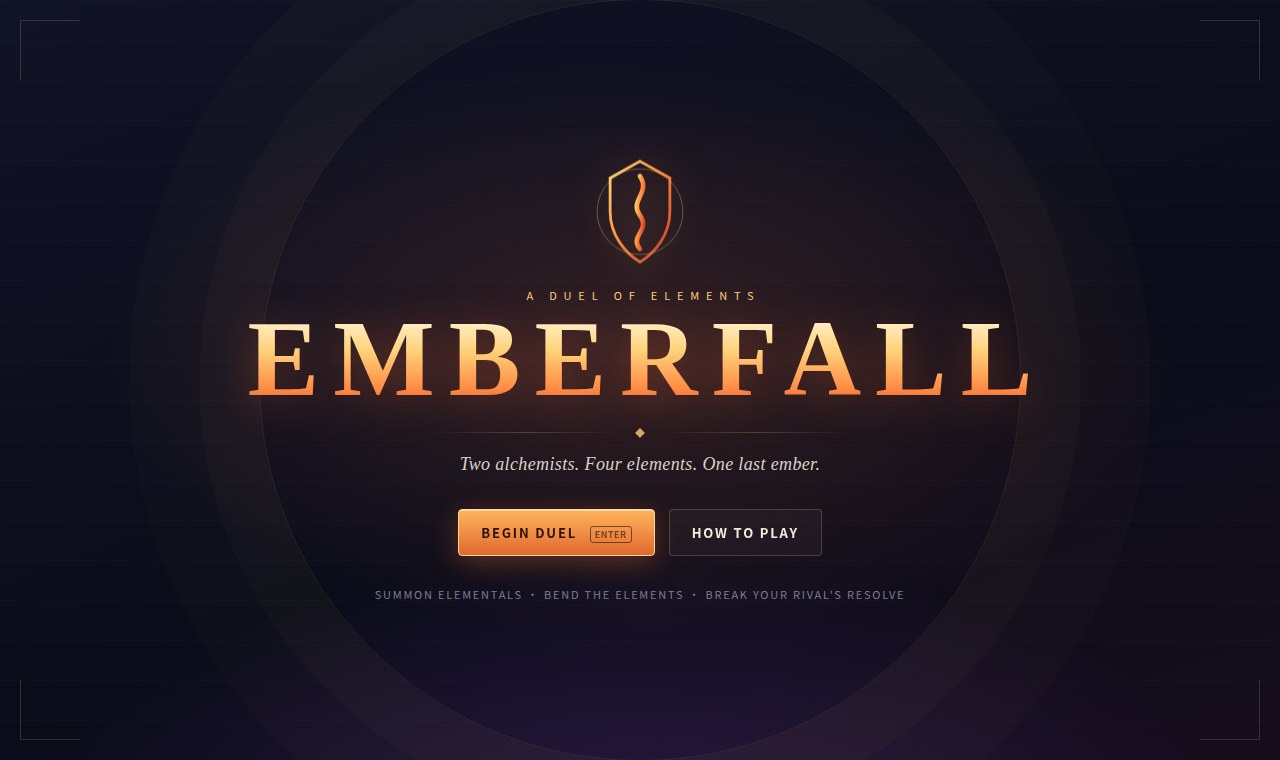 A DUEL OF ELEMENTS
EMBERFALL
Two alchemists. Four elements. One last ember.
BEGIN DUEL ENTER HOW TO PLAY
SUMMON ELEMENTALS • BEND THE ELEMENTS • BREAK YOUR RIVAL'S RESOLVE